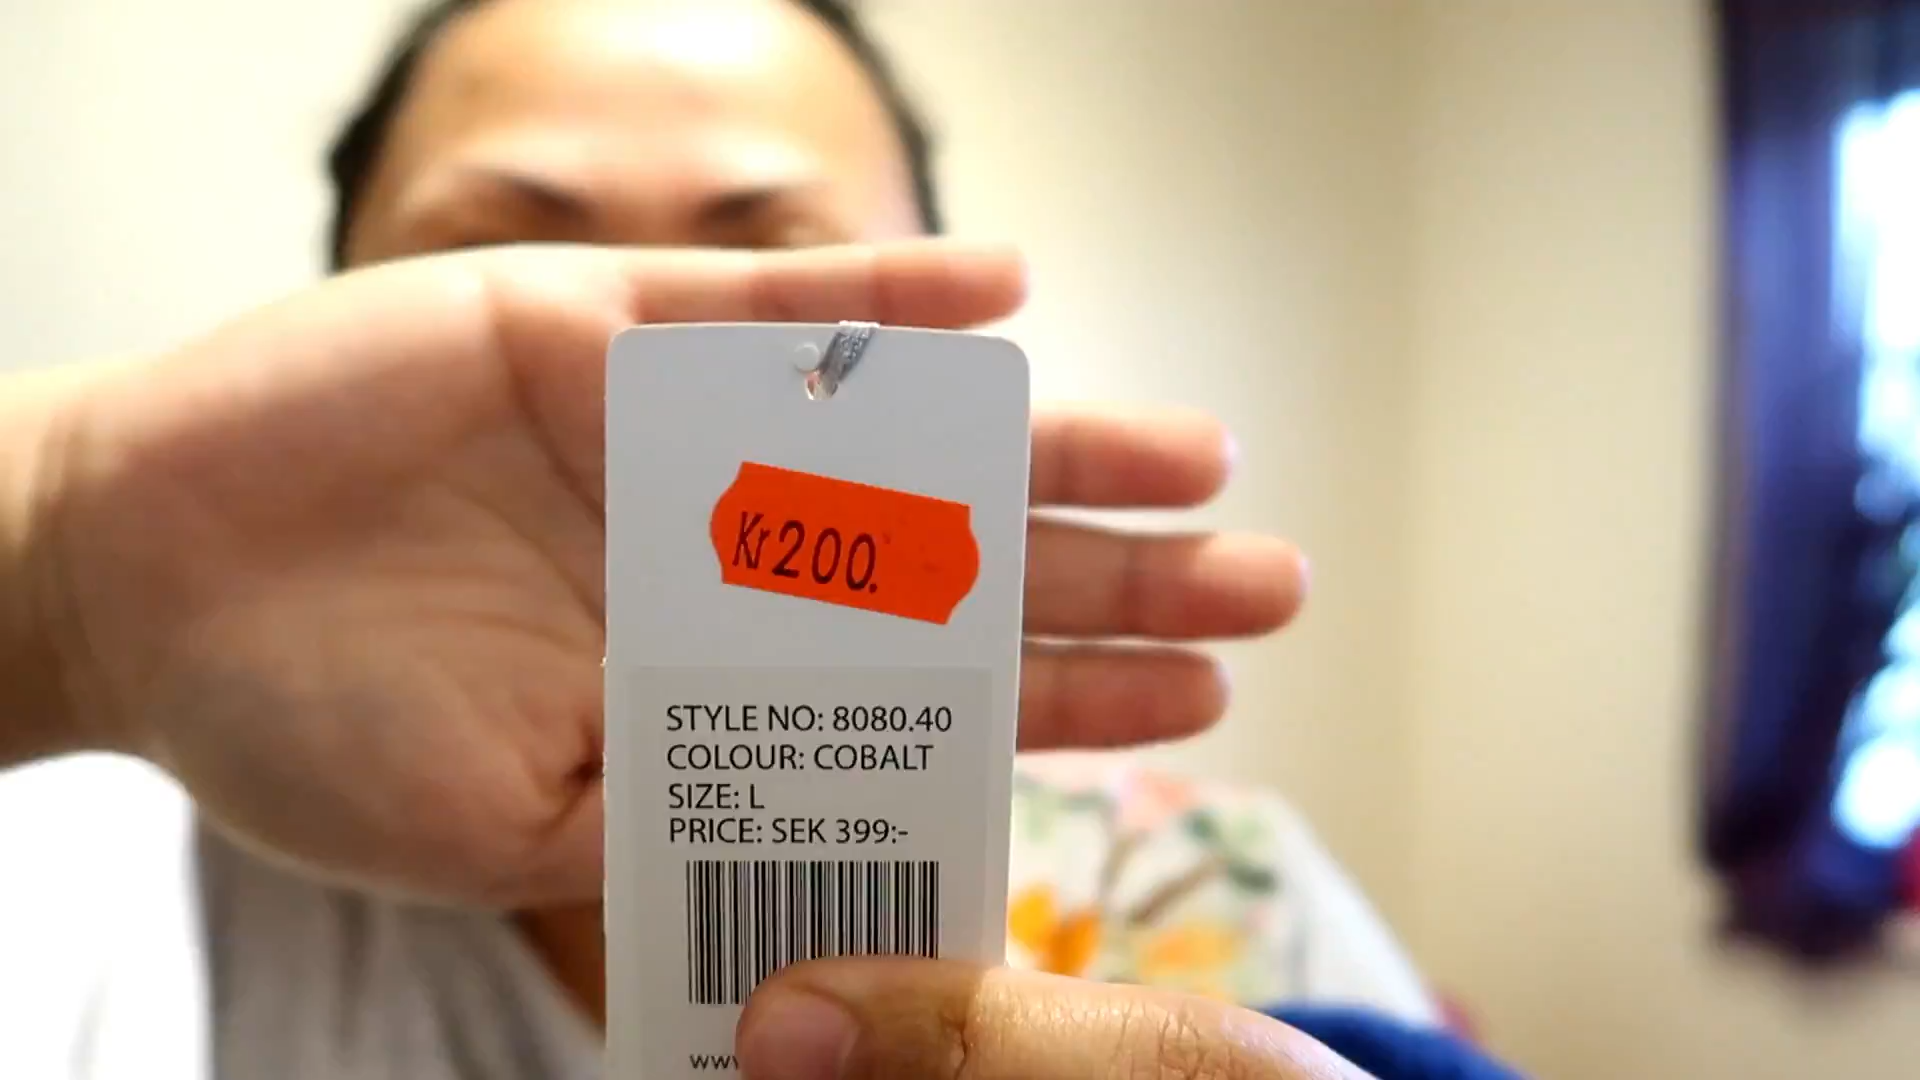 Kr200.
STYLE NO: 8080.40
COLOUR: COBALT
SIZE: L
PRICE: SEK 399:-